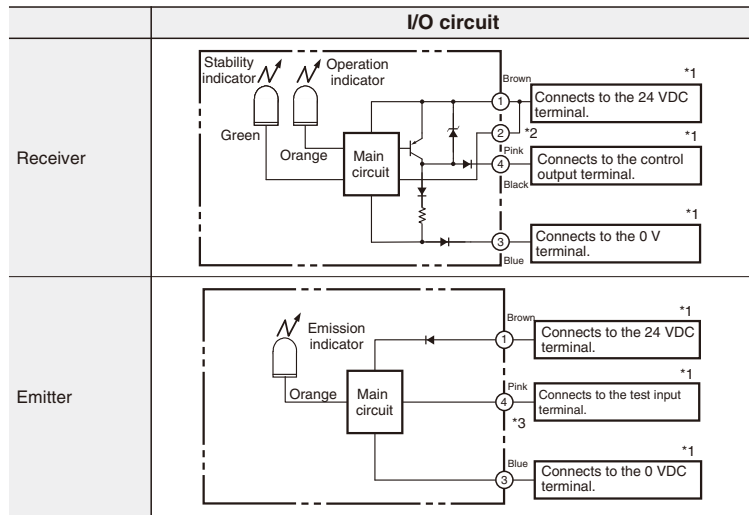 I/O circuit
Receiver
Stability
indicator
Operation
indicator
Green
Orange
Main
circuit
Brown
1
*1
Connects to the 24 VDC
terminal.
2
*2
Pink
4
*1
Connects to the control
output terminal.
Black
*1
3
Connects to the 0 V
terminal.
Blue
Emitter
Emission
indicator
Orange
Main
circuit
Brown
1
*1
Connects to the 24 VDC
terminal.
Pink
4
*1
Connects to the test input
terminal.
*3
Blue
3
*1
Connects to the 0 VDC
terminal.